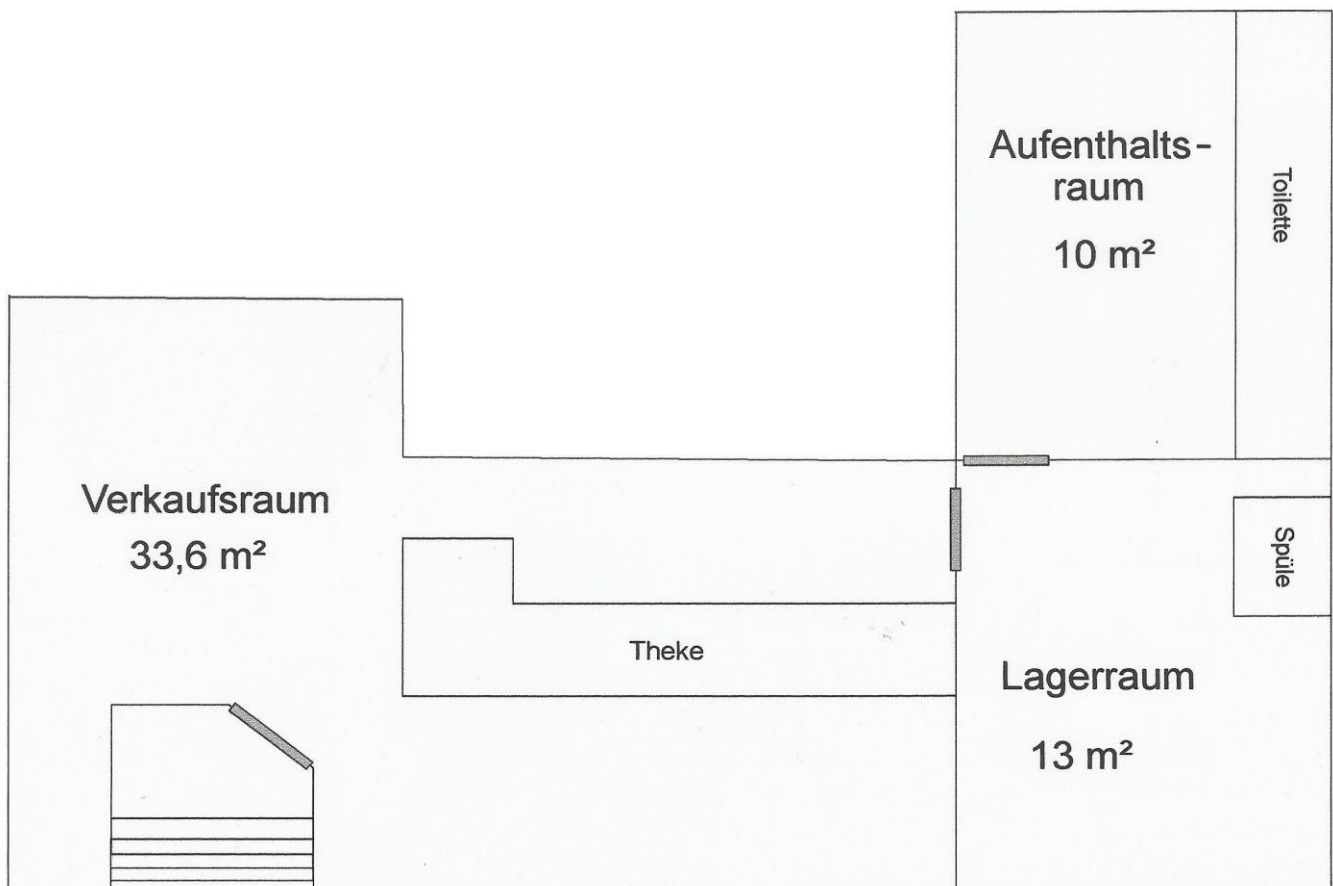 Aufenthalts-
raum
10 m²
Toilette
Verkaufsraum
33,6 m²
Spüle
Theke
Lagerraum
13 m²